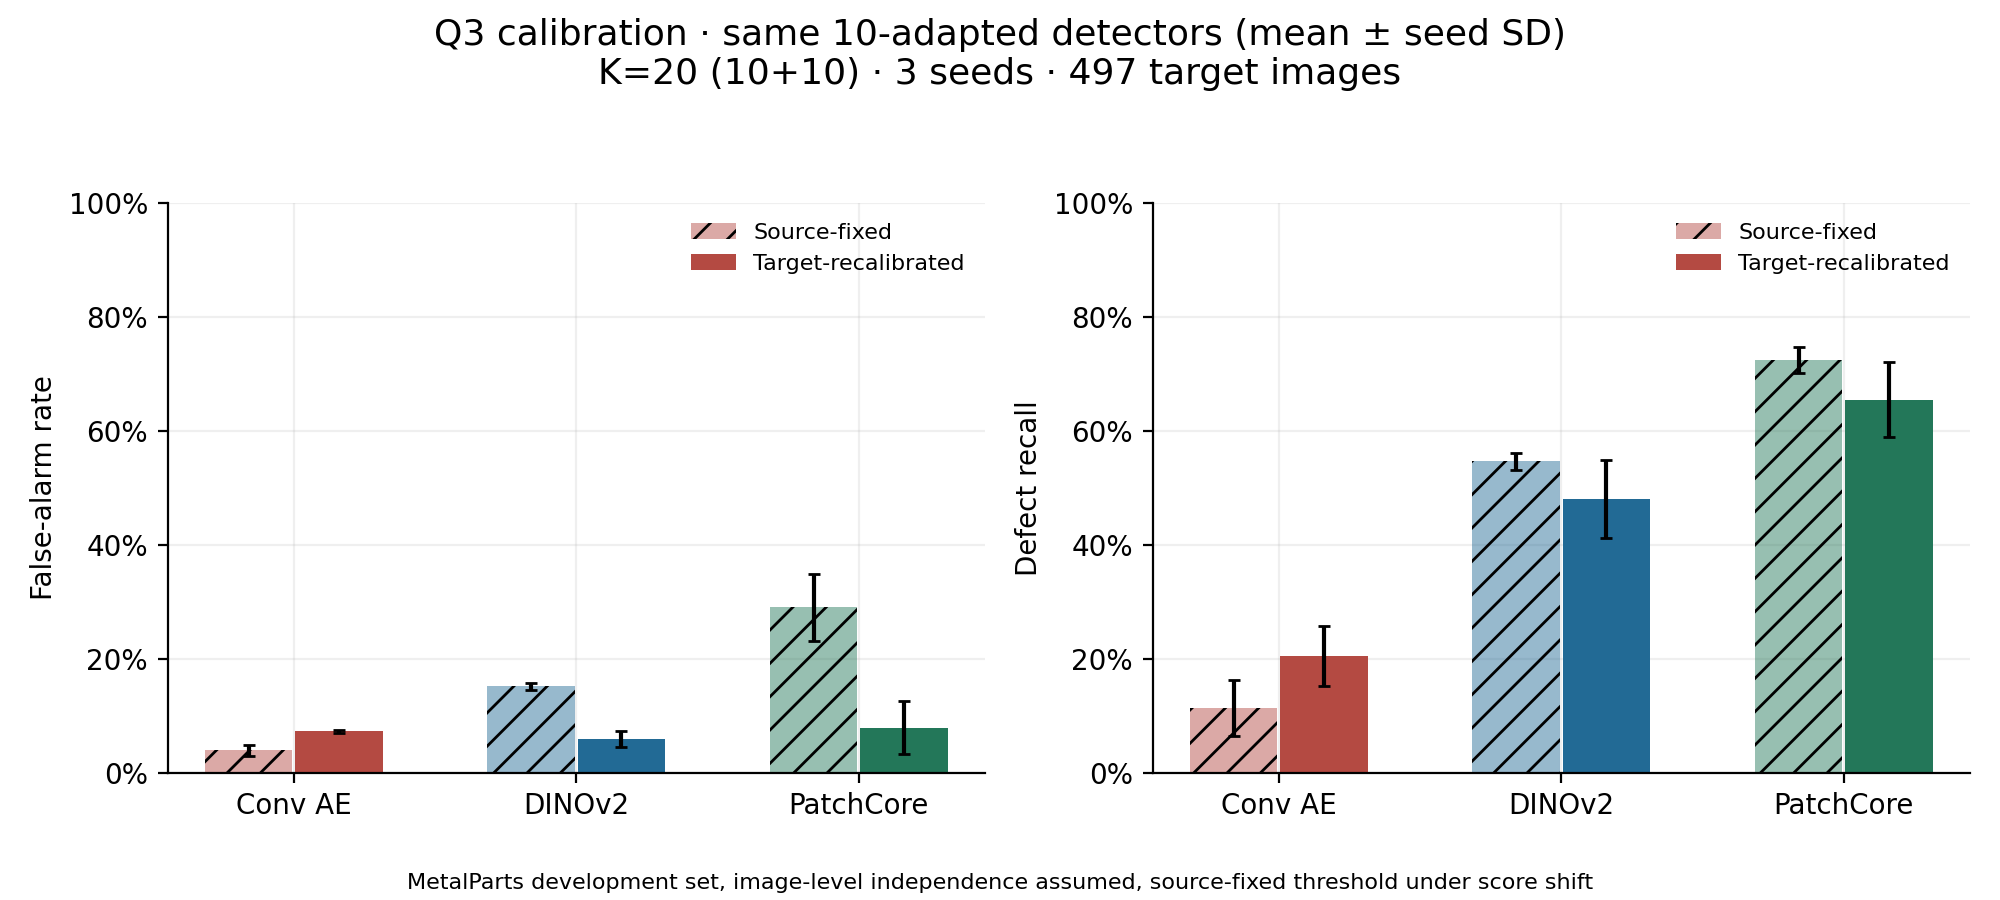 Q3 calibration · same 10-adapted detectors (mean ± seed SD)
K=20 (10+10) · 3 seeds · 497 target images
False-alarm rate
100%
80%
60%
40%
20%
0%
Source-fixed
Target-recalibrated
Conv AE
DINOv2
PatchCore
Defect recall
100%
80%
60%
40%
20%
0%
Source-fixed
Target-recalibrated
Conv AE
DINOv2
PatchCore
MetalParts development set, image-level independence assumed, source-fixed threshold under score shift